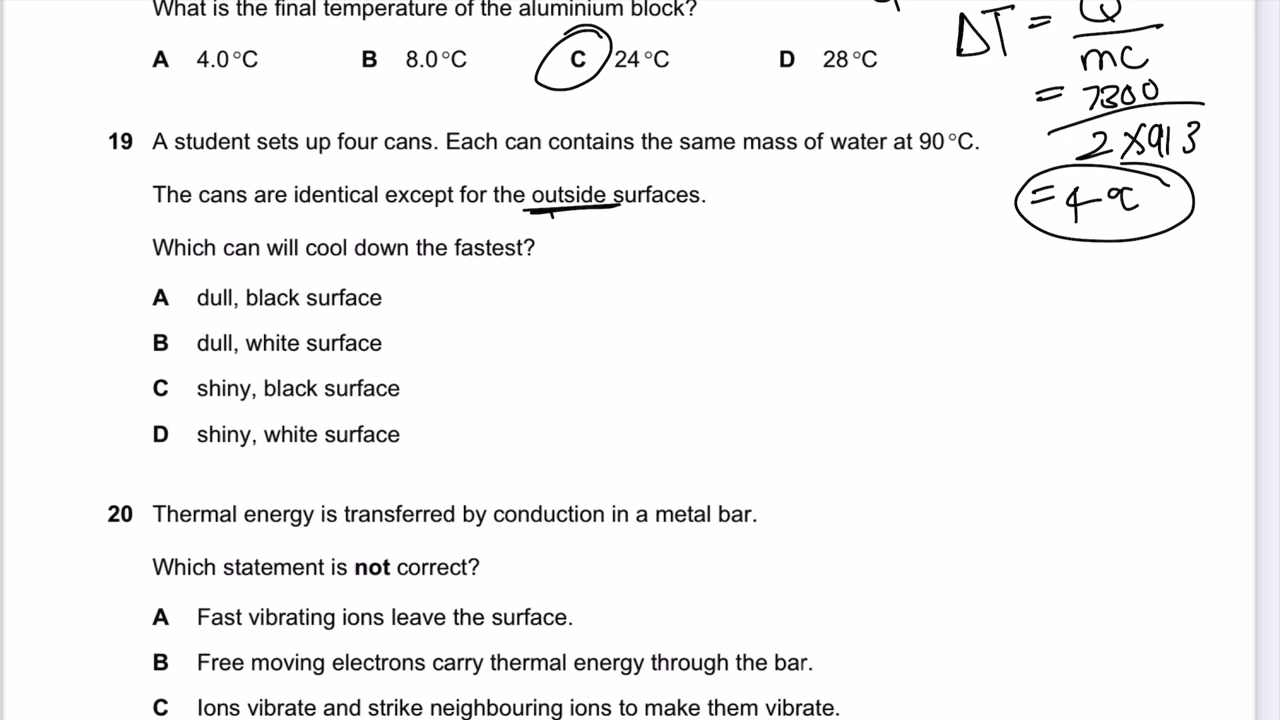 What is the final temperature of the aluminium block?
A 4.0 °C B 8.0 °C C 24 °C D 28 °C
ΔT = Q / mc
= 7300 / 2 × 913
= 4 °C
19 A student sets up four cans. Each can contains the same mass of water at 90 °C.
The cans are identical except for the outside surfaces.
Which can will cool down the fastest?
A dull, black surface
B dull, white surface
C shiny, black surface
D shiny, white surface
20 Thermal energy is transferred by conduction in a metal bar.
Which statement is not correct?
A Fast vibrating ions leave the surface.
B Free moving electrons carry thermal energy through the bar.
C Ions vibrate and strike neighbouring ions to make them vibrate.